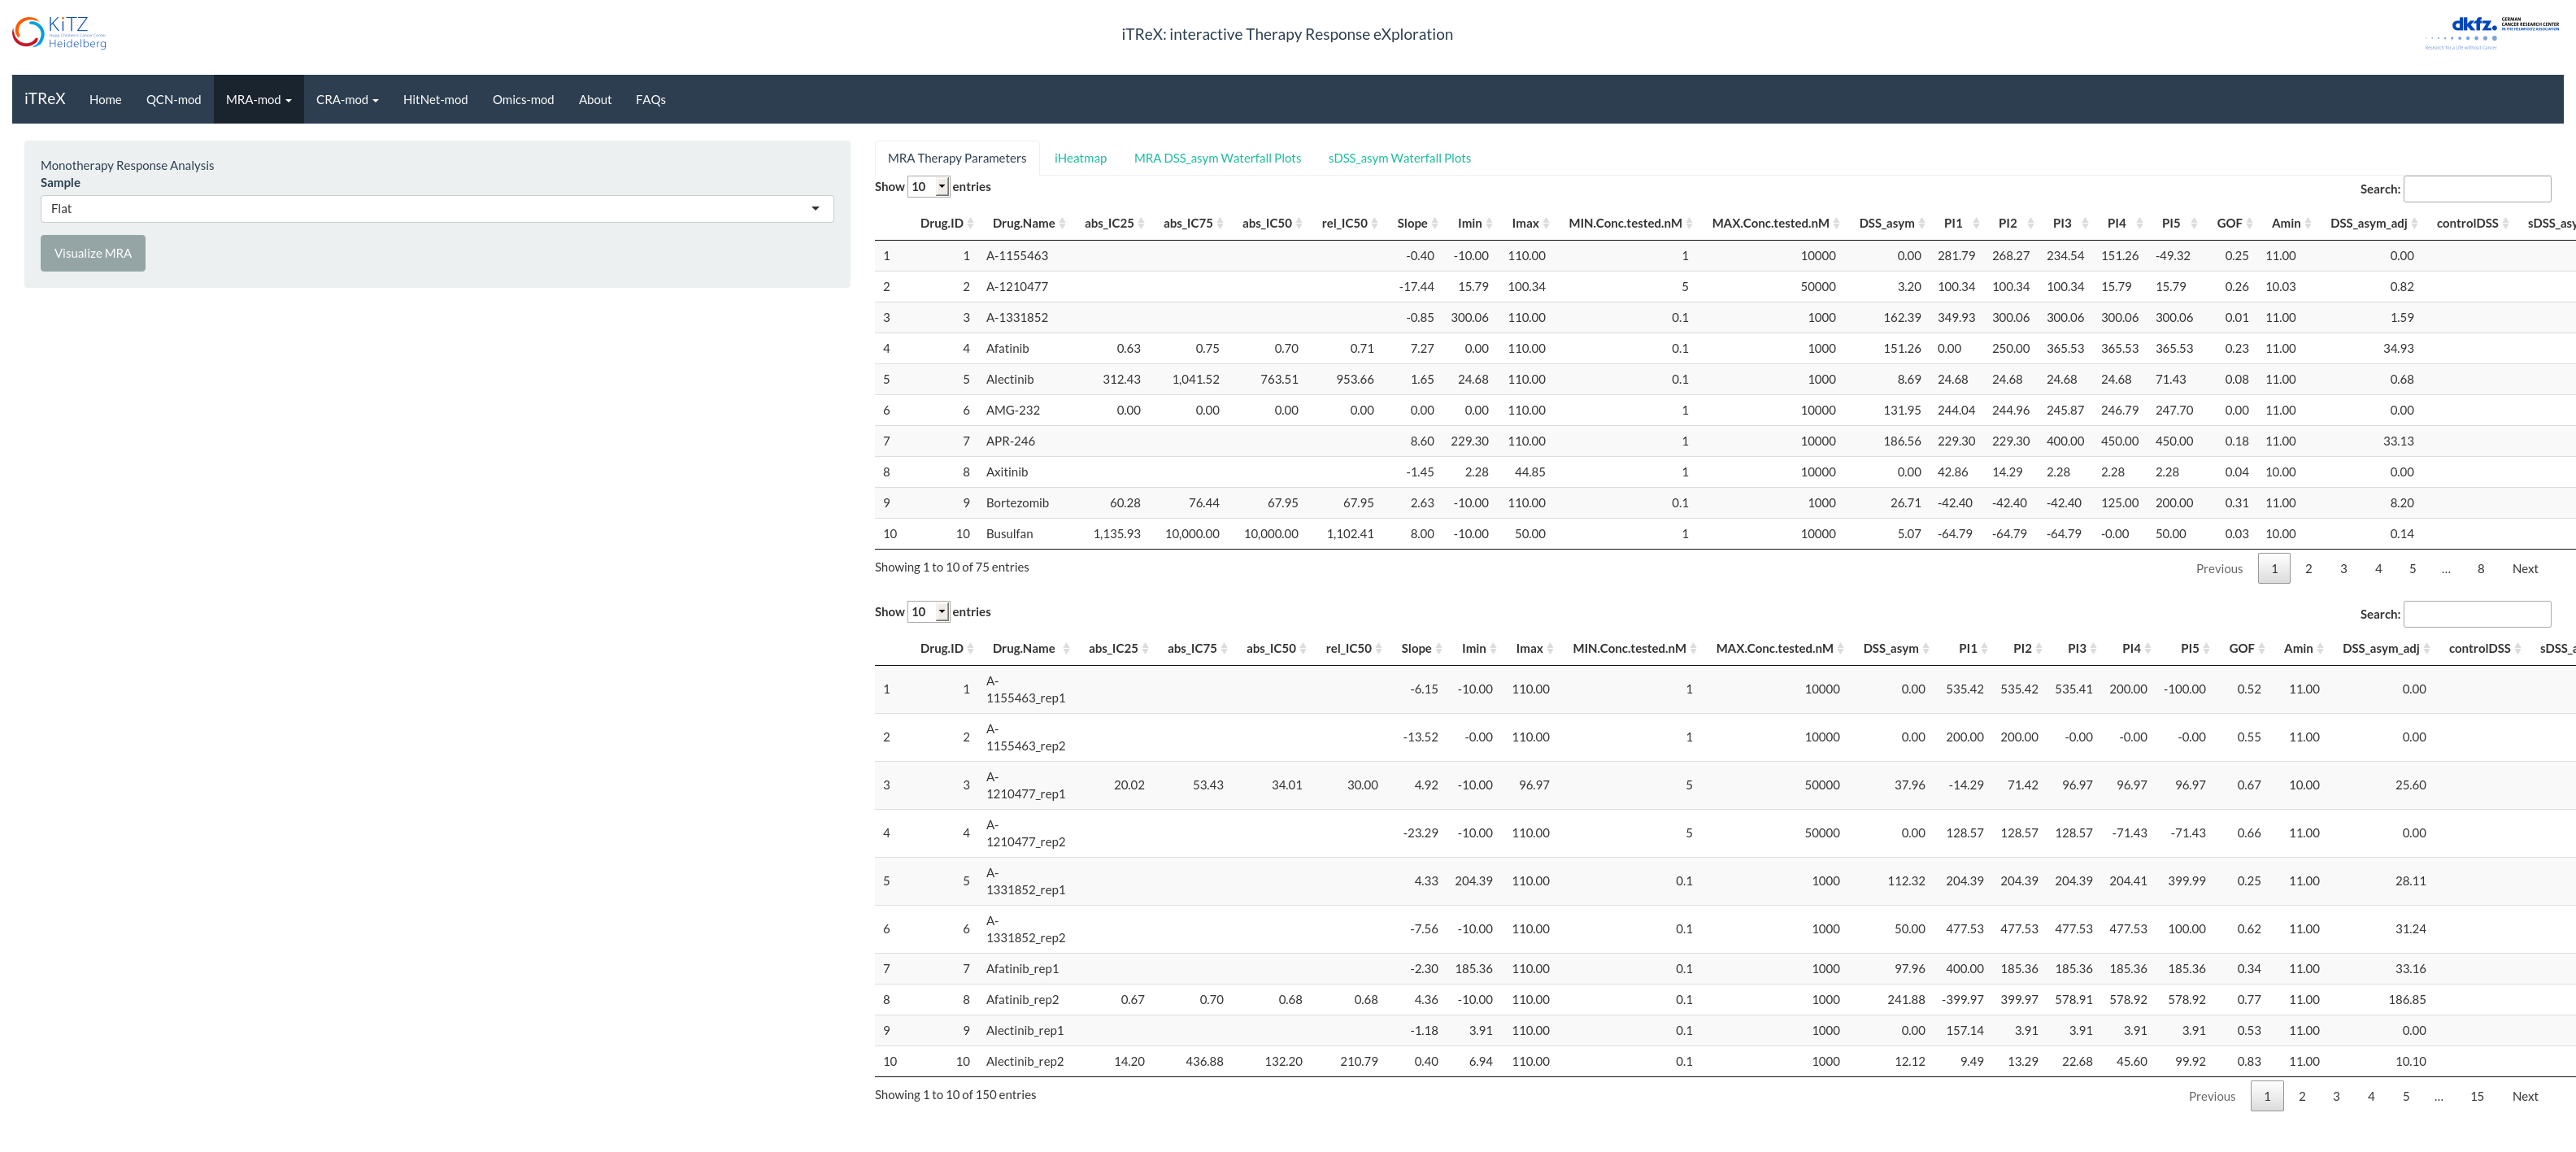 KiTZ
Heidelberg
iTReX: interactive Therapy Response eXploration
dkfz.
GERMAN
CANCER RESEARCH CENTER
IN THE HELMHOLTZ ASSOCIATION
Research for a Life without Cancer
iTReX Home QCN-mod MRA-mod CRA-mod HitNet-mod Omics-mod About FAQs
Monotherapy Response Analysis
Sample
Flat
Visualize MRA
MRA Therapy Parameters iHeatmap MRA DSS_asym Waterfall Plots sDSS_asym Waterfall Plots
Show 10 entries Search:
Drug.ID Drug.Name abs_IC25 abs_IC75 abs_IC50 rel_IC50 Slope Imin Imax MIN.Conc.tested.nM MAX.Conc.tested.nM DSS_asym PI1 PI2 PI3 PI4 PI5 GOF Amin DSS_asym_adj controlDSS sDSS_asy
1 1 A-1155463 -0.40 -10.00 110.00 1 10000 0.00 281.79 268.27 234.54 151.26 -49.32 0.25 11.00 0.00
2 2 A-1210477 -17.44 15.79 100.34 5 50000 3.20 100.34 100.34 100.34 15.79 15.79 0.26 10.03 0.82
3 3 A-1331852 -0.85 300.06 110.00 0.1 1000 162.39 349.93 300.06 300.06 300.06 300.06 0.01 11.00 1.59
4 4 Afatinib 0.63 0.75 0.70 0.71 7.27 0.00 110.00 0.1 1000 151.26 0.00 250.00 365.53 365.53 365.53 0.23 11.00 34.93
5 5 Alectinib 312.43 1,041.52 763.51 953.66 1.65 24.68 110.00 0.1 1000 8.69 24.68 24.68 24.68 24.68 71.43 0.08 11.00 0.68
6 6 AMG-232 0.00 0.00 0.00 0.00 0.00 0.00 110.00 1 10000 131.95 244.04 244.96 245.87 246.79 247.70 0.00 11.00 0.00
7 7 APR-246 8.60 229.30 110.00 1 10000 186.56 229.30 229.30 400.00 450.00 450.00 0.18 11.00 33.13
8 8 Axitinib -1.45 2.28 44.85 1 10000 0.00 42.86 14.29 2.28 2.28 2.28 0.04 10.00 0.00
9 9 Bortezomib 60.28 76.44 67.95 67.95 2.63 -10.00 110.00 0.1 1000 26.71 -42.40 -42.40 -42.40 125.00 200.00 0.31 11.00 8.20
10 10 Busulfan 1,135.93 10,000.00 10,000.00 1,102.41 8.00 -10.00 50.00 1 10000 5.07 -64.79 -64.79 -64.79 -0.00 50.00 0.03 10.00 0.14
Showing 1 to 10 of 75 entries Previous 1 2 3 4 5 … 8 Next
Show 10 entries Search:
Drug.ID Drug.Name abs_IC25 abs_IC75 abs_IC50 rel_IC50 Slope Imin Imax MIN.Conc.tested.nM MAX.Conc.tested.nM DSS_asym PI1 PI2 PI3 PI4 PI5 GOF Amin DSS_asym_adj controlDSS sDSS_a
A-
1 1 1155463_rep1 -6.15 -10.00 110.00 1 10000 0.00 535.42 535.42 535.41 200.00 -100.00 0.52 11.00 0.00
A-
2 2 1155463_rep2 -13.52 -0.00 110.00 1 10000 0.00 200.00 200.00 -0.00 -0.00 -0.00 0.55 11.00 0.00
A-
3 3 1210477_rep1 20.02 53.43 34.01 30.00 4.92 -10.00 96.97 5 50000 37.96 -14.29 71.42 96.97 96.97 96.97 0.67 10.00 25.60
A-
4 4 1210477_rep2 -23.29 -10.00 110.00 5 50000 0.00 128.57 128.57 128.57 -71.43 -71.43 0.66 11.00 0.00
A-
5 5 1331852_rep1 4.33 204.39 110.00 0.1 1000 112.32 204.39 204.39 204.39 204.41 399.99 0.25 11.00 28.11
A-
6 6 1331852_rep2 -7.56 -10.00 110.00 0.1 1000 50.00 477.53 477.53 477.53 477.53 100.00 0.62 11.00 31.24
7 7 Afatinib_rep1 -2.30 185.36 110.00 0.1 1000 97.96 400.00 185.36 185.36 185.36 185.36 0.34 11.00 33.16
8 8 Afatinib_rep2 0.67 0.70 0.68 0.68 4.36 -10.00 110.00 0.1 1000 241.88 -399.97 399.97 578.91 578.92 578.92 0.77 11.00 186.85
9 9 Alectinib_rep1 -1.18 3.91 110.00 0.1 1000 0.00 157.14 3.91 3.91 3.91 3.91 0.53 11.00 0.00
10 10 Alectinib_rep2 14.20 436.88 132.20 210.79 0.40 6.94 110.00 0.1 1000 12.12 9.49 13.29 22.68 45.60 99.92 0.83 11.00 10.10
Showing 1 to 10 of 150 entries Previous 1 2 3 4 5 … 15 Next